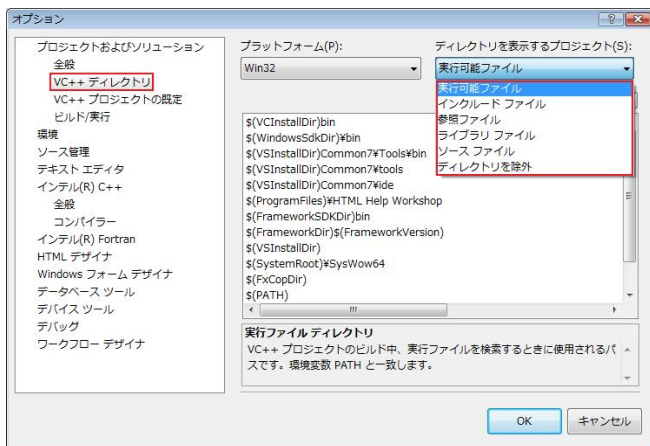 オプション
プロジェクトおよびソリューション
全般
VC++ ディレクトリ
VC++ プロジェクトの既定
ビルド/実行
環境
ソース管理
テキスト エディタ
インテル(R) C++
全般
コンパイラー
インテル(R) Fortran
HTML デザイナ
Windows フォーム デザイナ
データベース ツール
デバイス ツール
デバッグ
ワークフロー デザイナ
プラットフォーム(P):
Win32
ディレクトリを表示するプロジェクト(S):
実行可能ファイル
実行可能ファイル
インクルード ファイル
参照ファイル
ライブラリ ファイル
ソース ファイル
ディレクトリを除外
$(VCInstallDir)bin
$(WindowsSdkDir)¥bin
$(VSInstallDir)Common7¥Tools¥bin
$(VSInstallDir)Common7¥tools
$(VSInstallDir)Common7¥ide
$(ProgramFiles)¥HTML Help Workshop
$(FrameworkSDKDir)bin
$(FrameworkDir)$(FrameworkVersion)
$(VSInstallDir)
$(SystemRoot)¥SysWow64
$(FxCopDir)
$(PATH)
実行ファイル ディレクトリ
VC++ プロジェクトのビルド中、実行ファイルを検索するときに使用されるパ
スです。環境変数 PATH と一致します。
OK
キャンセル